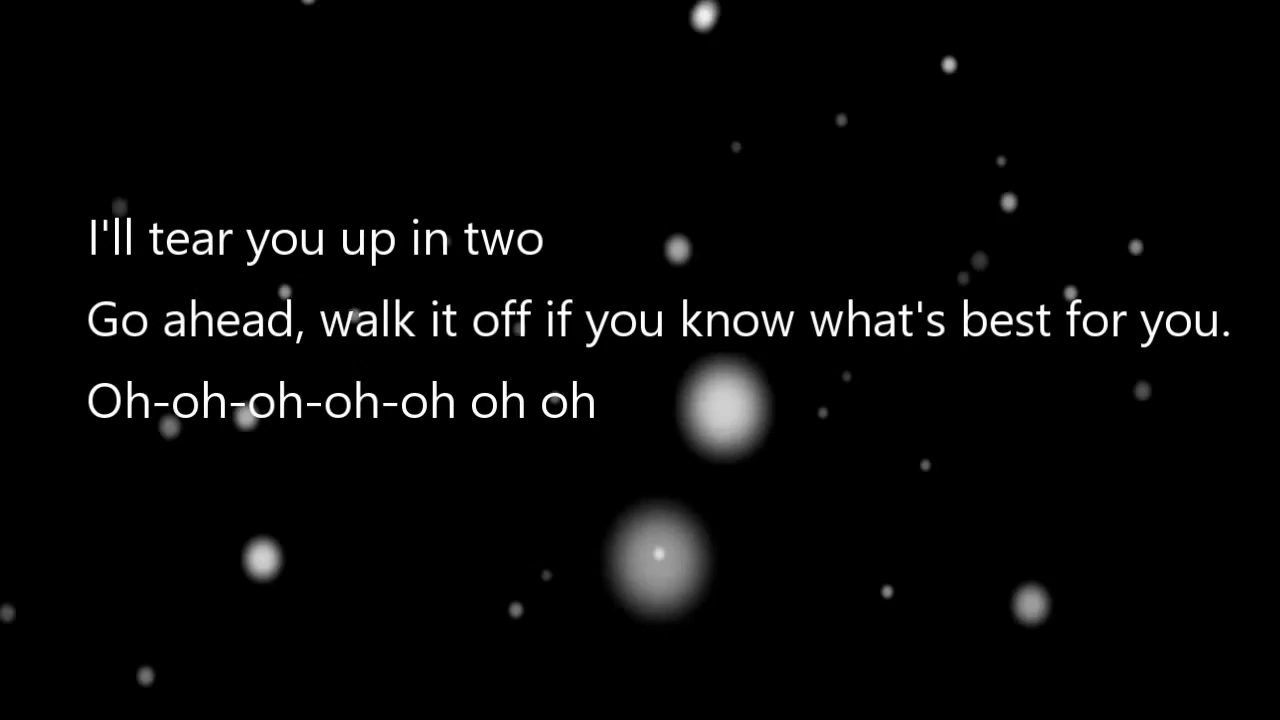 I'll tear you up in two
Go ahead, walk it off if you know what's best for you.
Oh-oh-oh-oh-oh oh oh